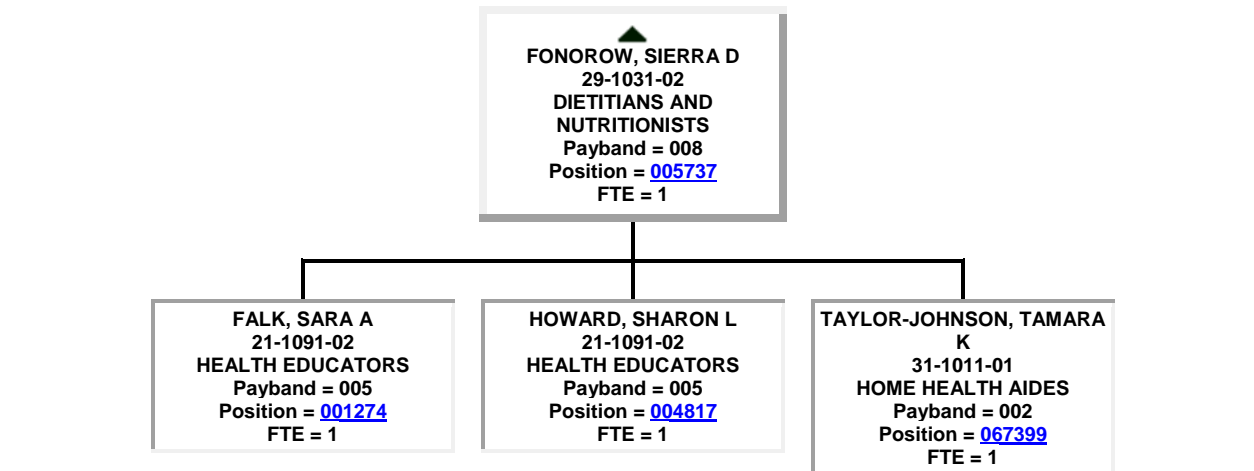 FONOROW, SIERRA D
29-1031-02
DIETITIANS AND
NUTRITIONISTS
Payband = 008
Position = 005737
FTE = 1
FALK, SARA A
21-1091-02
HEALTH EDUCATORS
Payband = 005
Position = 001274
FTE = 1
HOWARD, SHARON L
21-1091-02
HEALTH EDUCATORS
Payband = 005
Position = 004817
FTE = 1
TAYLOR-JOHNSON, TAMARA
K
31-1011-01
HOME HEALTH AIDES
Payband = 002
Position = 067399
FTE = 1